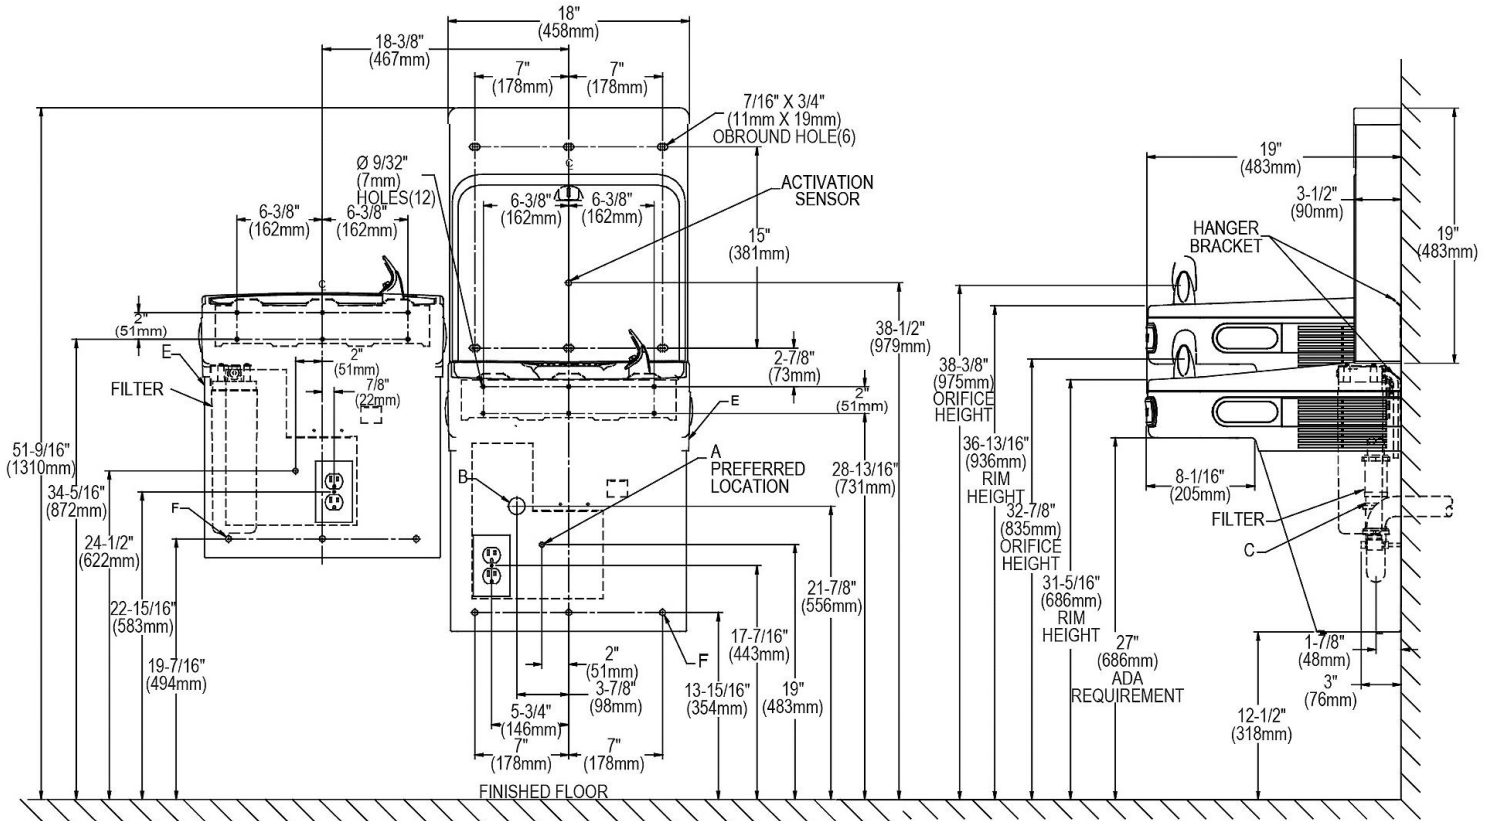 18"
(458mm)
18-3/8"
(467mm)
7"
(178mm)
7"
(178mm)
7/16" X 3/4"
(11mm X 19mm)
OBROUND HOLE(6)
Ø 9/32"
(7mm)
HOLES(12)
ACTIVATION
SENSOR
6-3/8"
(162mm)
6-3/8"
(162mm)
6-3/8"
(162mm)
6-3/8"
(162mm)
15"
(381mm)
2"
(51mm)
E
FILTER
2"
(51mm)
7/8"
(22mm)
38-1/2"
(979mm)
2-7/8"
(73mm)
2"
(51mm)
E
51-9/16"
(1310mm)
34-5/16"
(872mm)
F
24-1/2"
(622mm)
22-15/16"
(583mm)
19-7/16"
(494mm)
A
PREFERRED
LOCATION
B
28-13/16"
(731mm)
21-7/8"
(556mm)
17-7/16"
(443mm)
F
2"
(51mm)
3-7/8"
(98mm)
13-15/16"
(354mm)
19"
(483mm)
5-3/4"
(146mm)
7"
(178mm)
7"
(178mm)
FINISHED FLOOR
19"
(483mm)
3-1/2"
(90mm)
HANGER
BRACKET
19"
(483mm)
38-3/8"
(975mm)
ORIFICE
HEIGHT
36-13/16"
(936mm)
RIM
HEIGHT
32-7/8"
(835mm)
ORIFICE
HEIGHT
31-5/16"
(686mm)
RIM
HEIGHT
8-1/16"
(205mm)
FILTER
C
27"
(686mm)
ADA
REQUIREMENT
1-7/8"
(48mm)
3"
(76mm)
12-1/2"
(318mm)